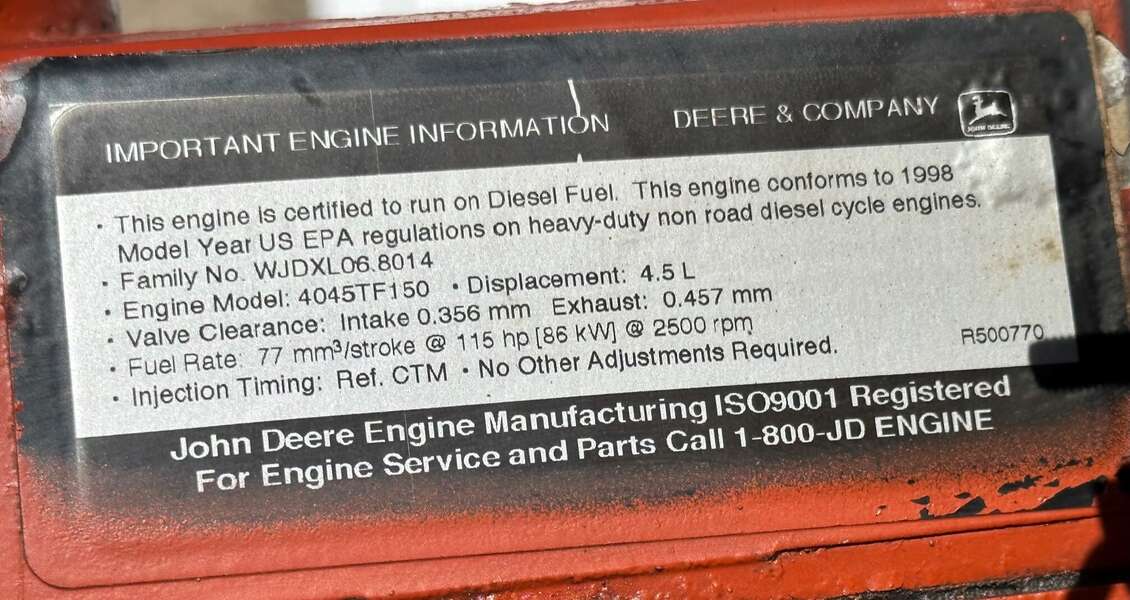 IMPORTANT ENGINE INFORMATION DEERE & COMPANY
JOHN DEERE
• This engine is certified to run on Diesel Fuel. This engine conforms to 1998
Model Year US EPA regulations on heavy-duty non road diesel cycle engines.
• Family No. WJDXL06.8014
• Engine Model: 4045TF150 • Displacement: 4.5 L
• Valve Clearance: Intake 0.356 mm Exhaust: 0.457 mm
• Fuel Rate: 77 mm³/stroke @ 115 hp [86 kW] @ 2500 rpm
• Injection Timing: Ref. CTM • No Other Adjustments Required.
R500770
John Deere Engine Manufacturing ISO9001 Registered
For Engine Service and Parts Call 1-800-JD ENGINE